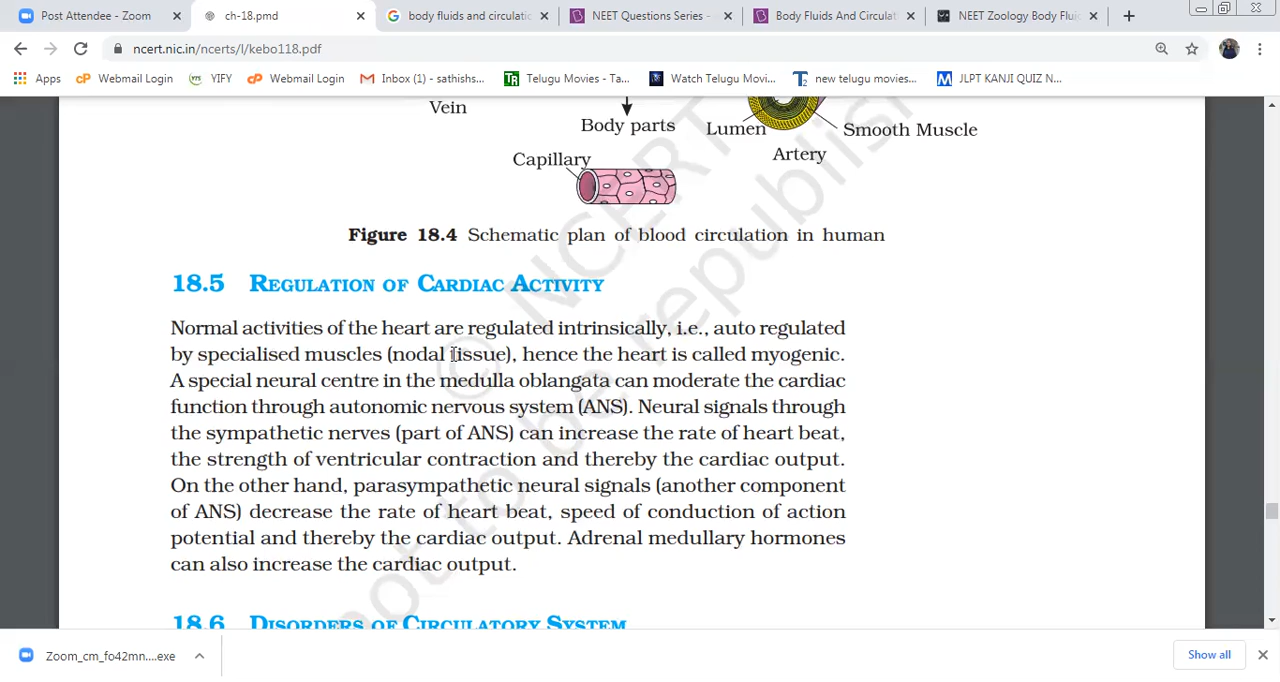 Post Attendee - Zoom
ch-18.pmd
body fluids and circulatio
NEET Questions Series -
Body Fluids And Circulat
NEET Zoology Body Flui
ncert.nic.in/ncerts/l/kebo118.pdf
Apps
Webmail Login
YIFY
Webmail Login
Inbox (1) - sathishs...
Telugu Movies - Ta...
Watch Telugu Movi...
new telugu movies...
JLPT KANJI QUIZ N...
Vein
Body parts
Lumen
Smooth Muscle
Artery
Capillary
Figure 18.4 Schematic plan of blood circulation in human
18.5 REGULATION OF CARDIAC ACTIVITY
Normal activities of the heart are regulated intrinsically, i.e., auto regulated
by specialised muscles (nodal tissue), hence the heart is called myogenic.
A special neural centre in the medulla oblangata can moderate the cardiac
function through autonomic nervous system (ANS). Neural signals through
the sympathetic nerves (part of ANS) can increase the rate of heart beat,
the strength of ventricular contraction and thereby the cardiac output.
On the other hand, parasympathetic neural signals (another component
of ANS) decrease the rate of heart beat, speed of conduction of action
potential and thereby the cardiac output. Adrenal medullary hormones
can also increase the cardiac output.
18.6 DISORDERS OF CIRCULATORY SYSTEM
© NCERT
not to be republish
Zoom_cm_fo42mn....exe
Show all